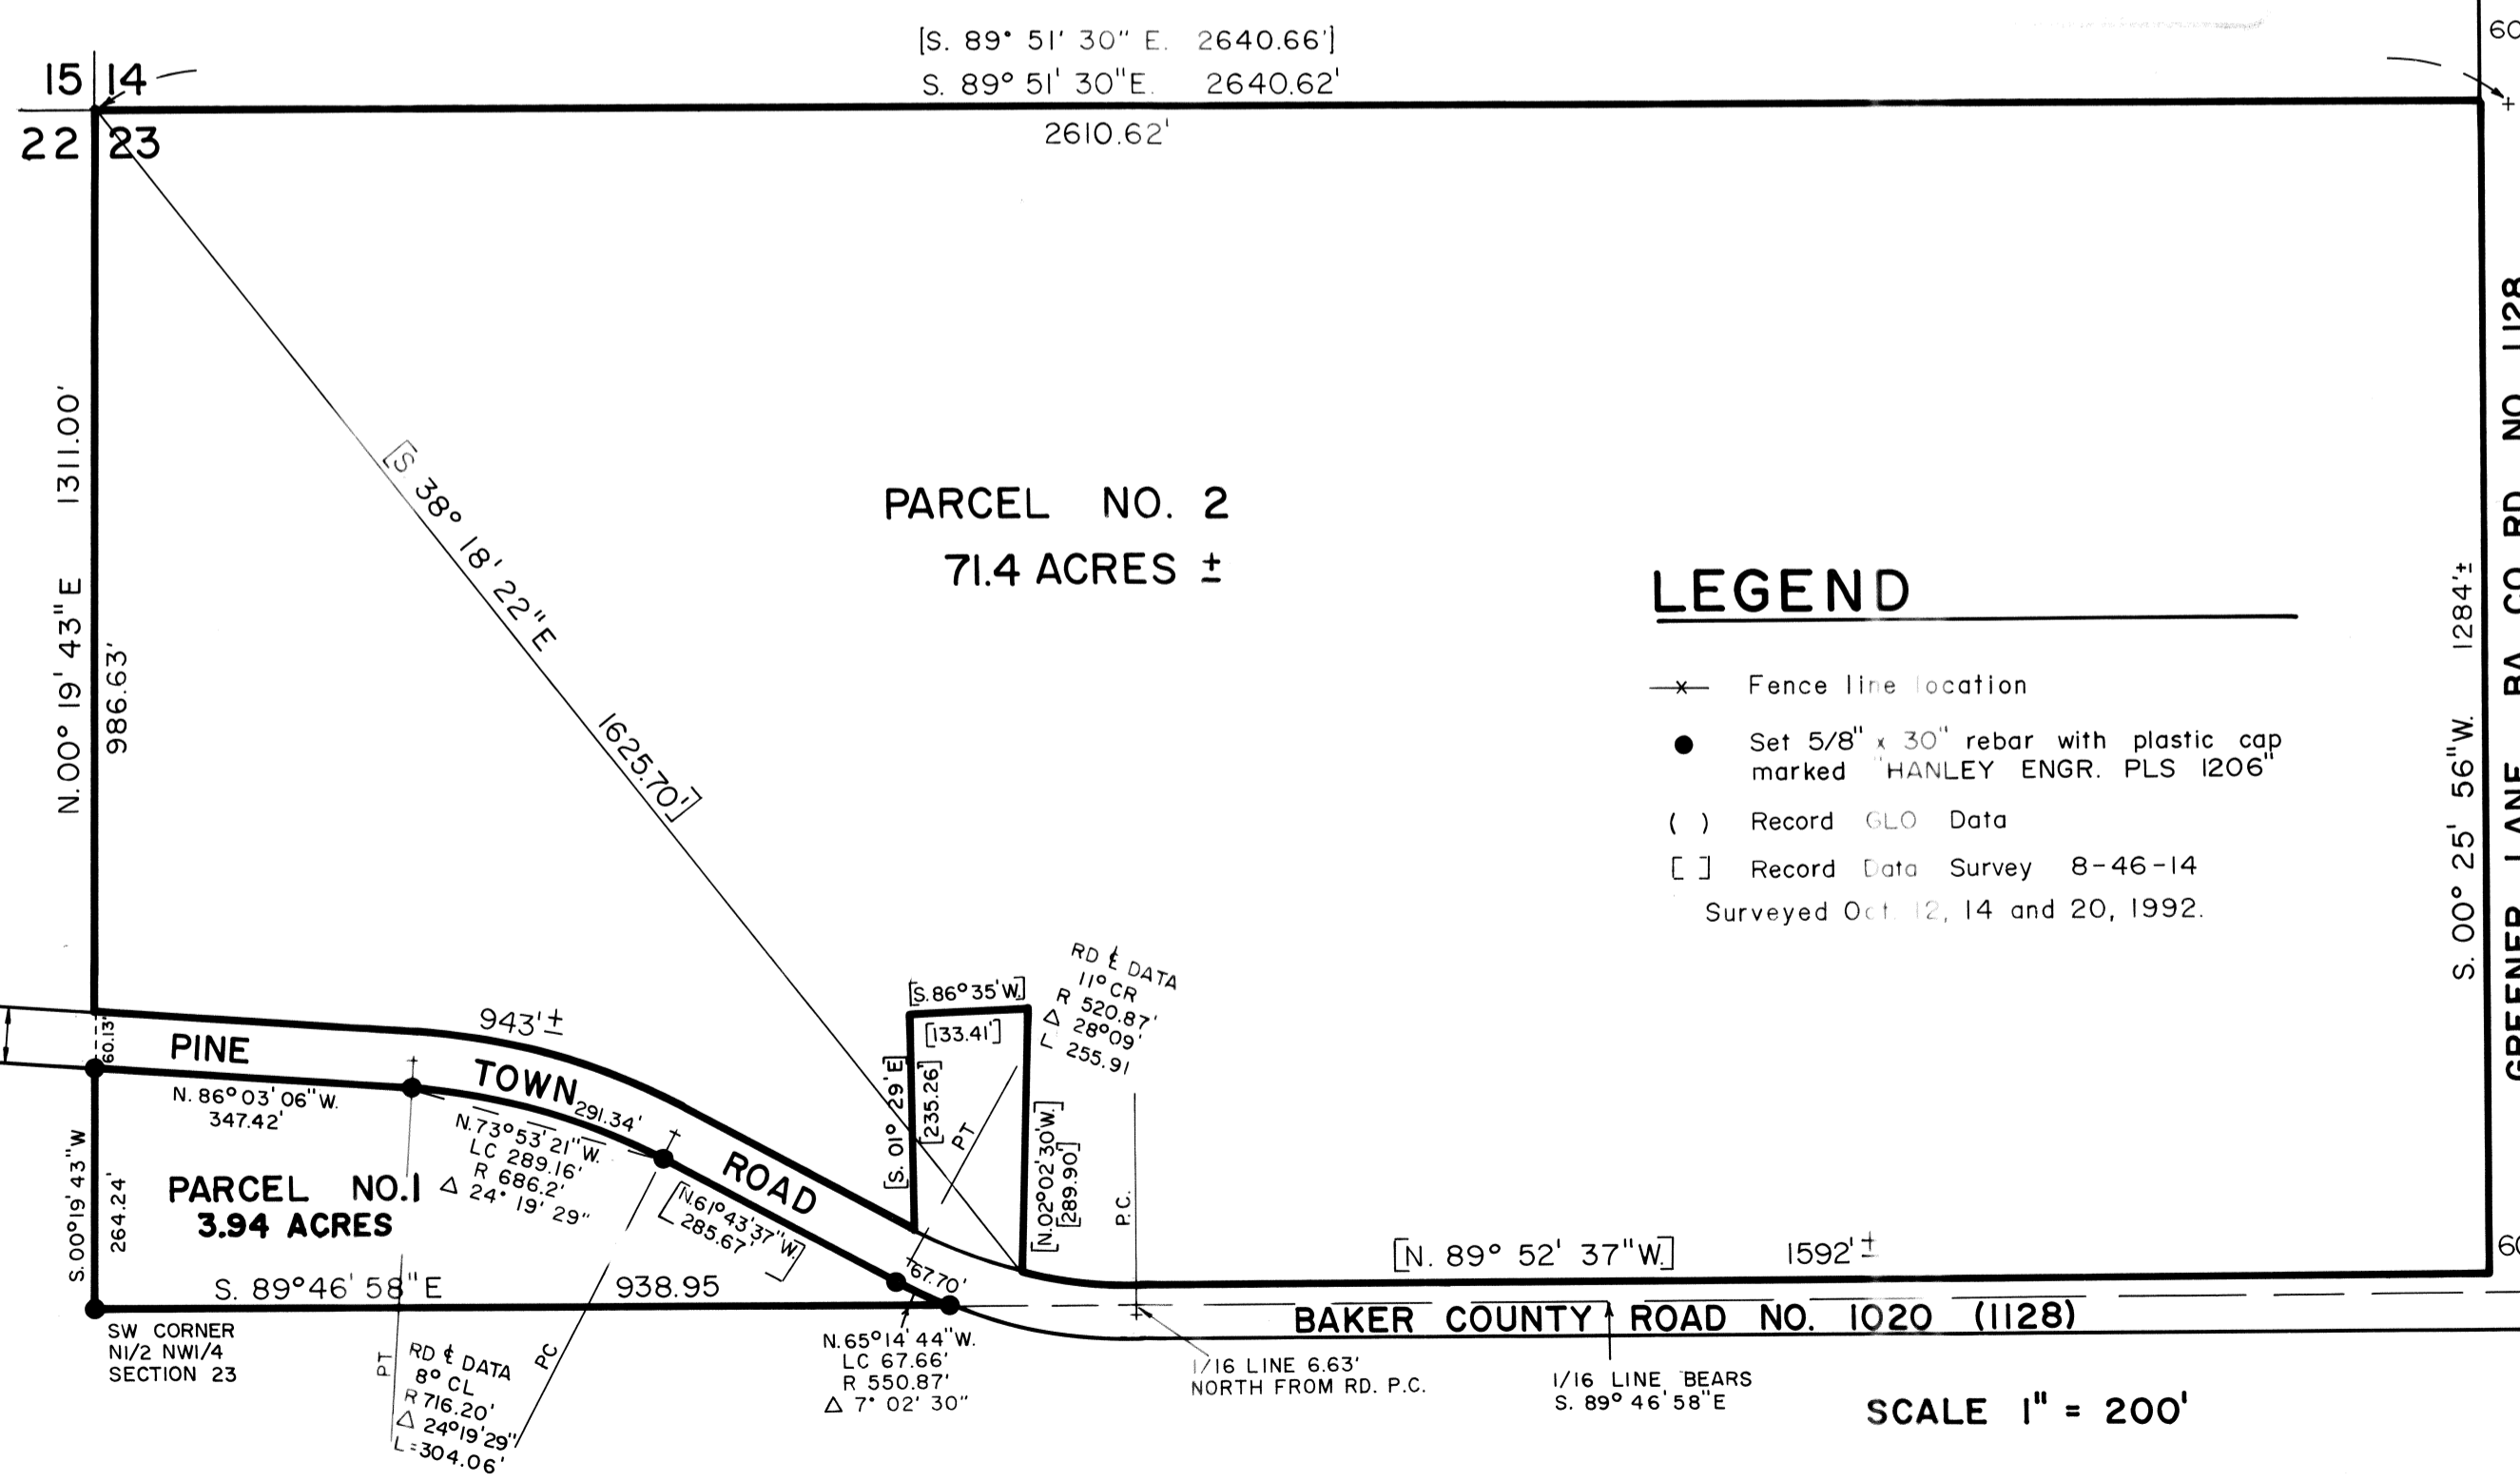 [S. 89° 51' 30" E. 2640.66']
S. 89° 51' 30"E. 2640.62'
2610.62'
15 14
22 23
60
N. 00° 19' 43"E 1311.00'
986.63'
[S 38° 18' 22"E 1625.70']
PARCEL NO. 2
71.4 ACRES ±
LEGEND
Fence line location
Set 5/8" x 30" rebar with plastic cap
marked "HANLEY ENGR. PLS 1206"
( ) Record GLO Data
[ ] Record Data Survey 8-46-14
Surveyed Oct. 12, 14 and 20, 1992.
S. 00° 25' 56"W. 1284'±
GREENER LANE BA CO RD NO 1128
60.13'
943'±
PINE TOWN ROAD
N. 86° 03' 06" W.
347.42'
291.34'
N. 73° 53' 21" W.
LC 289.16'
R 686.2'
Δ 24° 19' 29"
[N.61°43'37"W.
285.67']
S. 00°19' 43"W
264.24'
PARCEL NO. 1
3.94 ACRES
S. 89°46' 58"E 938.95
SW CORNER
N1/2 NW1/4
SECTION 23
PT
RD ℄ DATA
8° CL
R 716.20'
Δ 24°19'29"
L=304.06'
PC
[S. 86°35'W.]
[133.41']
[S. 01° 29' E]
[235.26']
PT
[N.02°02'30"W.]
[289.90']
RD ℄ DATA
11° CR
R 520.87'
Δ 28°09'
L 255.91
P.C.
67.70'
N.65°14'44"W.
LC 67.66'
R 550.87'
Δ 7° 02' 30"
[N. 89° 52' 37"W.] 1592'±
60
BAKER COUNTY ROAD NO. 1020 (1128)
1/16 LINE 6.63'
NORTH FROM RD. P.C.
1/16 LINE BEARS
S. 89° 46' 58"E
SCALE 1" = 200'